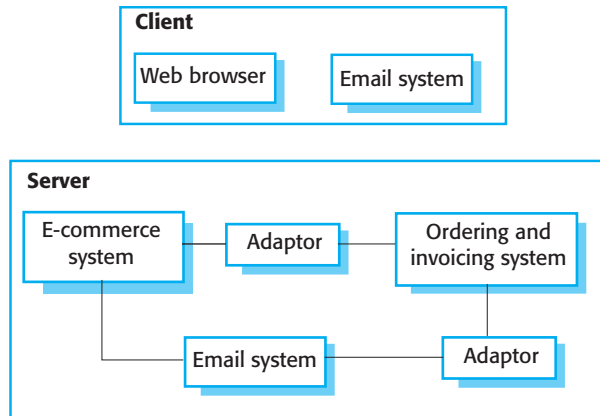 Client
Web browser
Email system
Server
E-commerce
system
Adaptor
Ordering and
invoicing system
Email system
Adaptor